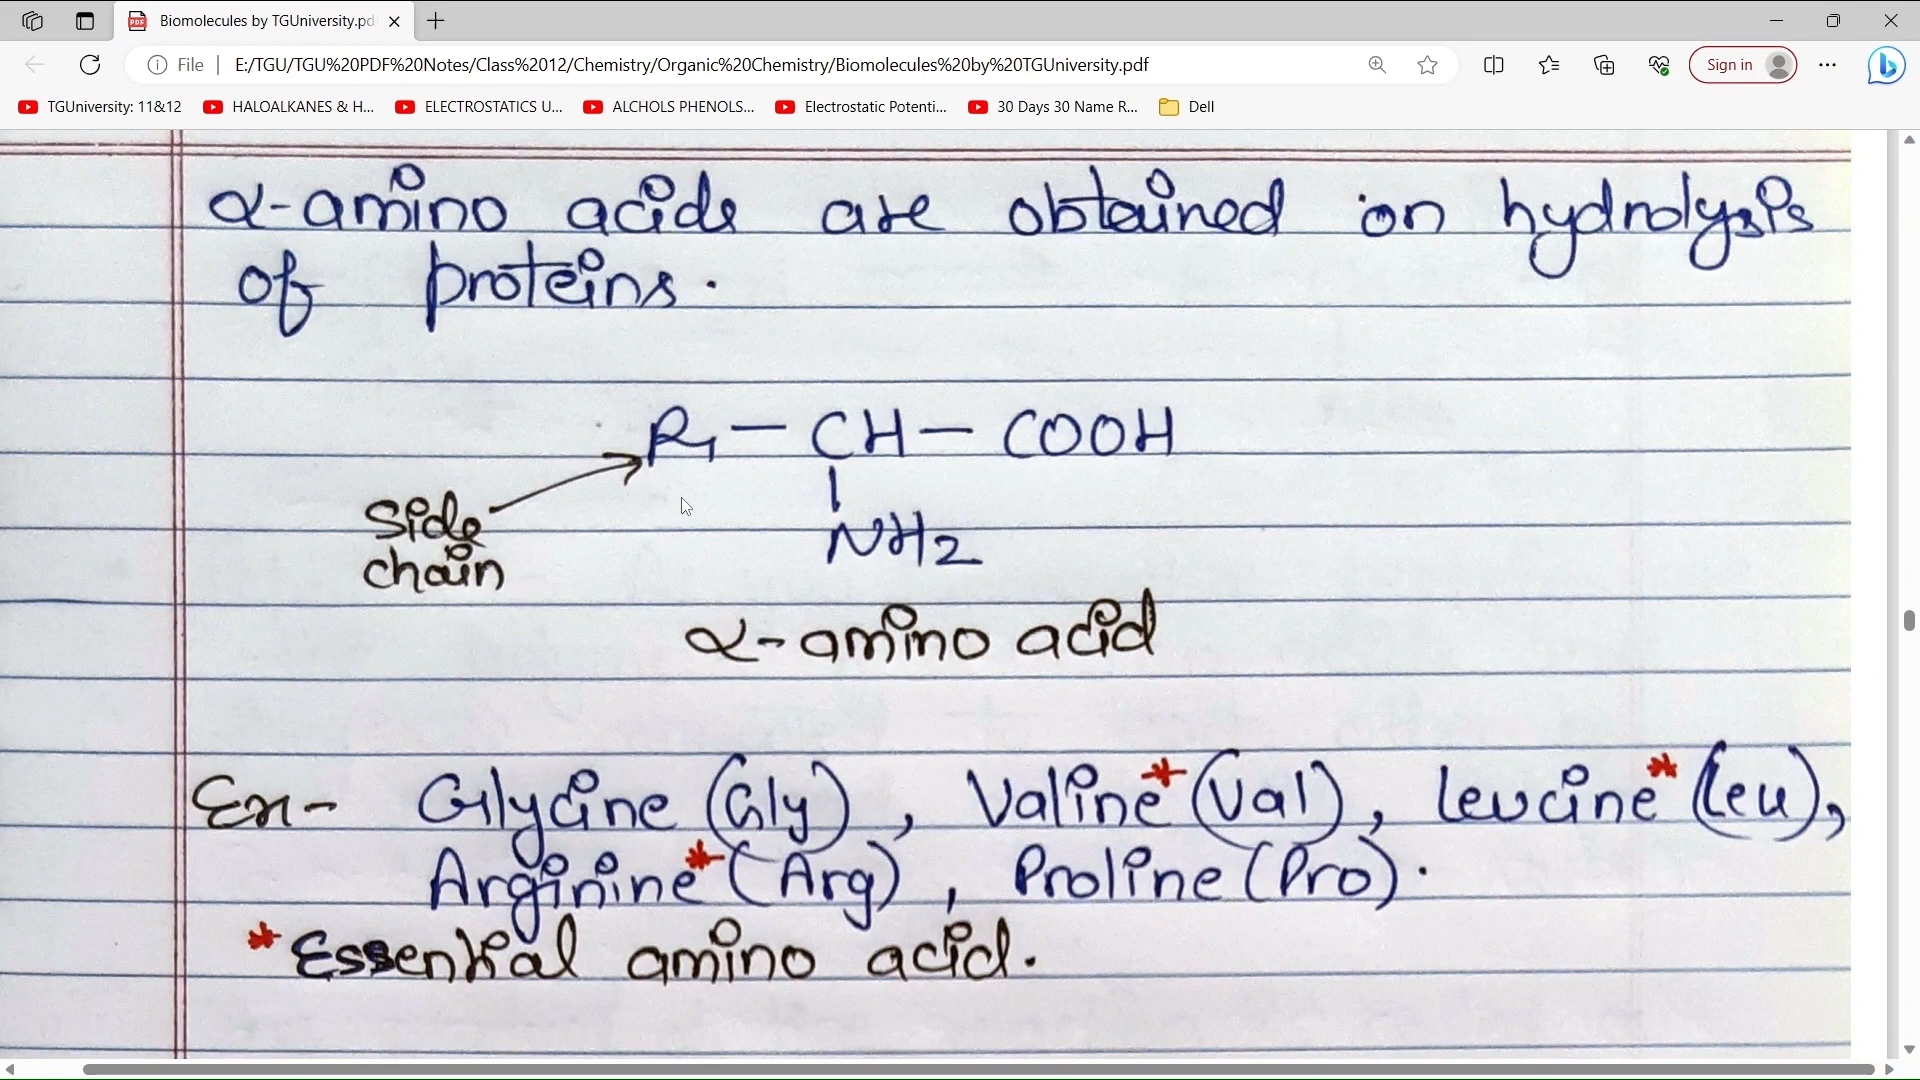 Biomolecules by TGUniversity.pd
File
E:/TGU/TGU%20PDF%20Notes/Class%2012/Chemistry/Organic%20Chemistry/Biomolecules%20by%20TGUniversity.pdf
Sign in
TGUniversity: 11&12
HALOALKANES & H...
ELECTROSTATICS U...
ALCHOLS PHENOLS...
Electrostatic Potenti...
30 Days 30 Name R...
Dell
α-amino acids are obtained on hydrolysis
of proteins.
R - CH - COOH
NH2
Side
chain
α-amino acid
Ex- Glycine (Gly), Valine* (Val), Leucine* (Leu),
Arginine* (Arg), Proline (Pro).
* Essential amino acid.